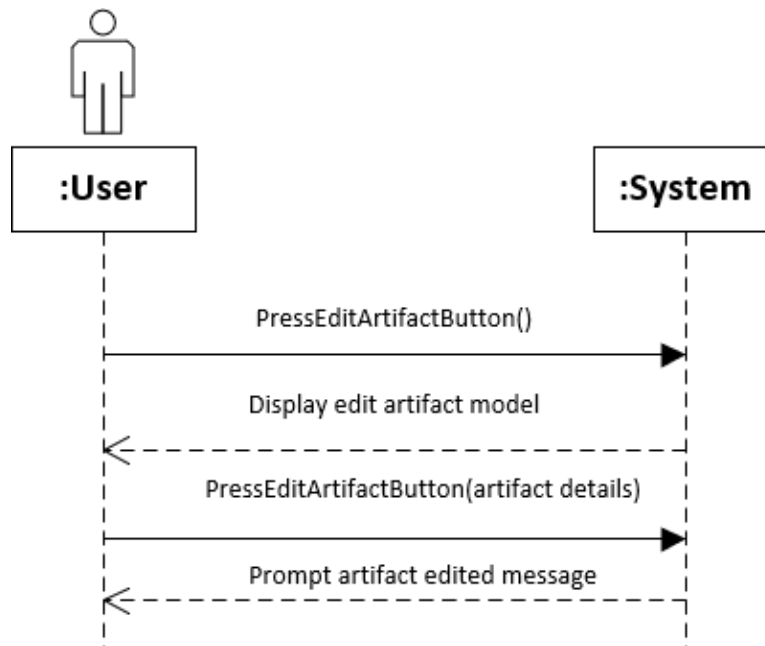 :User
:System
PressEditArtifactButton()
Display edit artifact model
PressEditArtifactButton(artifact details)
Prompt artifact edited message